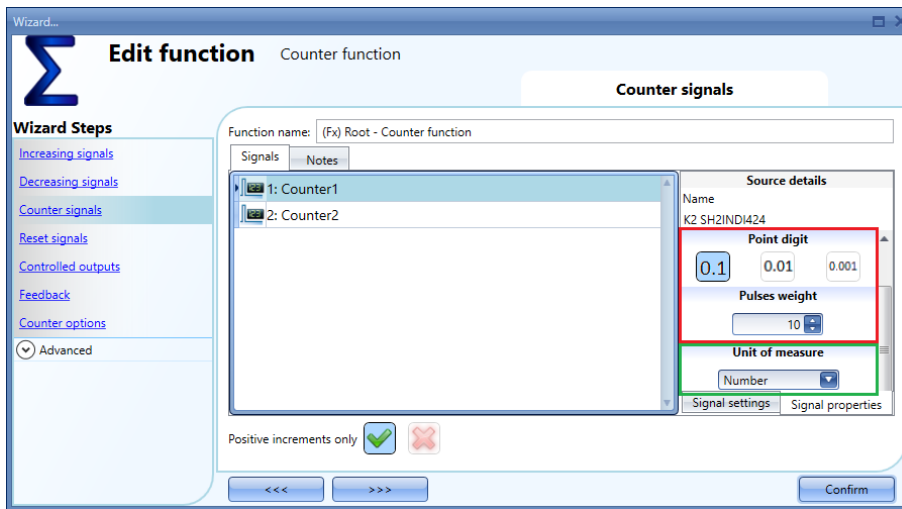 Wizard...
Edit function Counter function
Counter signals
Wizard Steps
Increasing signals
Decreasing signals
Counter signals
Reset signals
Controlled outputs
Feedback
Counter options
Advanced
Function name: (Fx) Root - Counter function
Signals Notes
1: Counter1
2: Counter2
Source details
Name
K2 SH2INDI424
Point digit
0.1 0.01 0.001
Pulses weight
10
Unit of measure
Number
Signal settings Signal properties
Positive increments only
<<< >>> Confirm